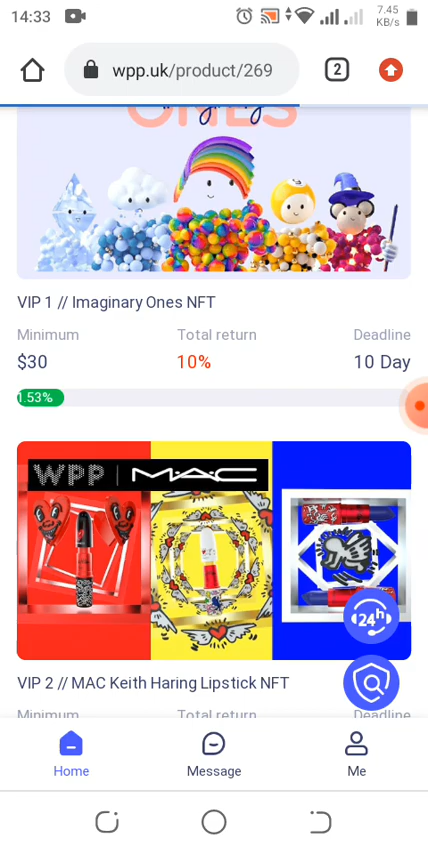 14:33
7.45
KB/s
wpp.uk/product/269
2
ONES
VIP 1 // Imaginary Ones NFT
Minimum
Total return
Deadline
$30
10%
10 Day
1.53%
WPP | MAC
24h
VIP 2 // MAC Keith Haring Lipstick NFT
Minimum
Total return
Deadline
Home
Message
Me